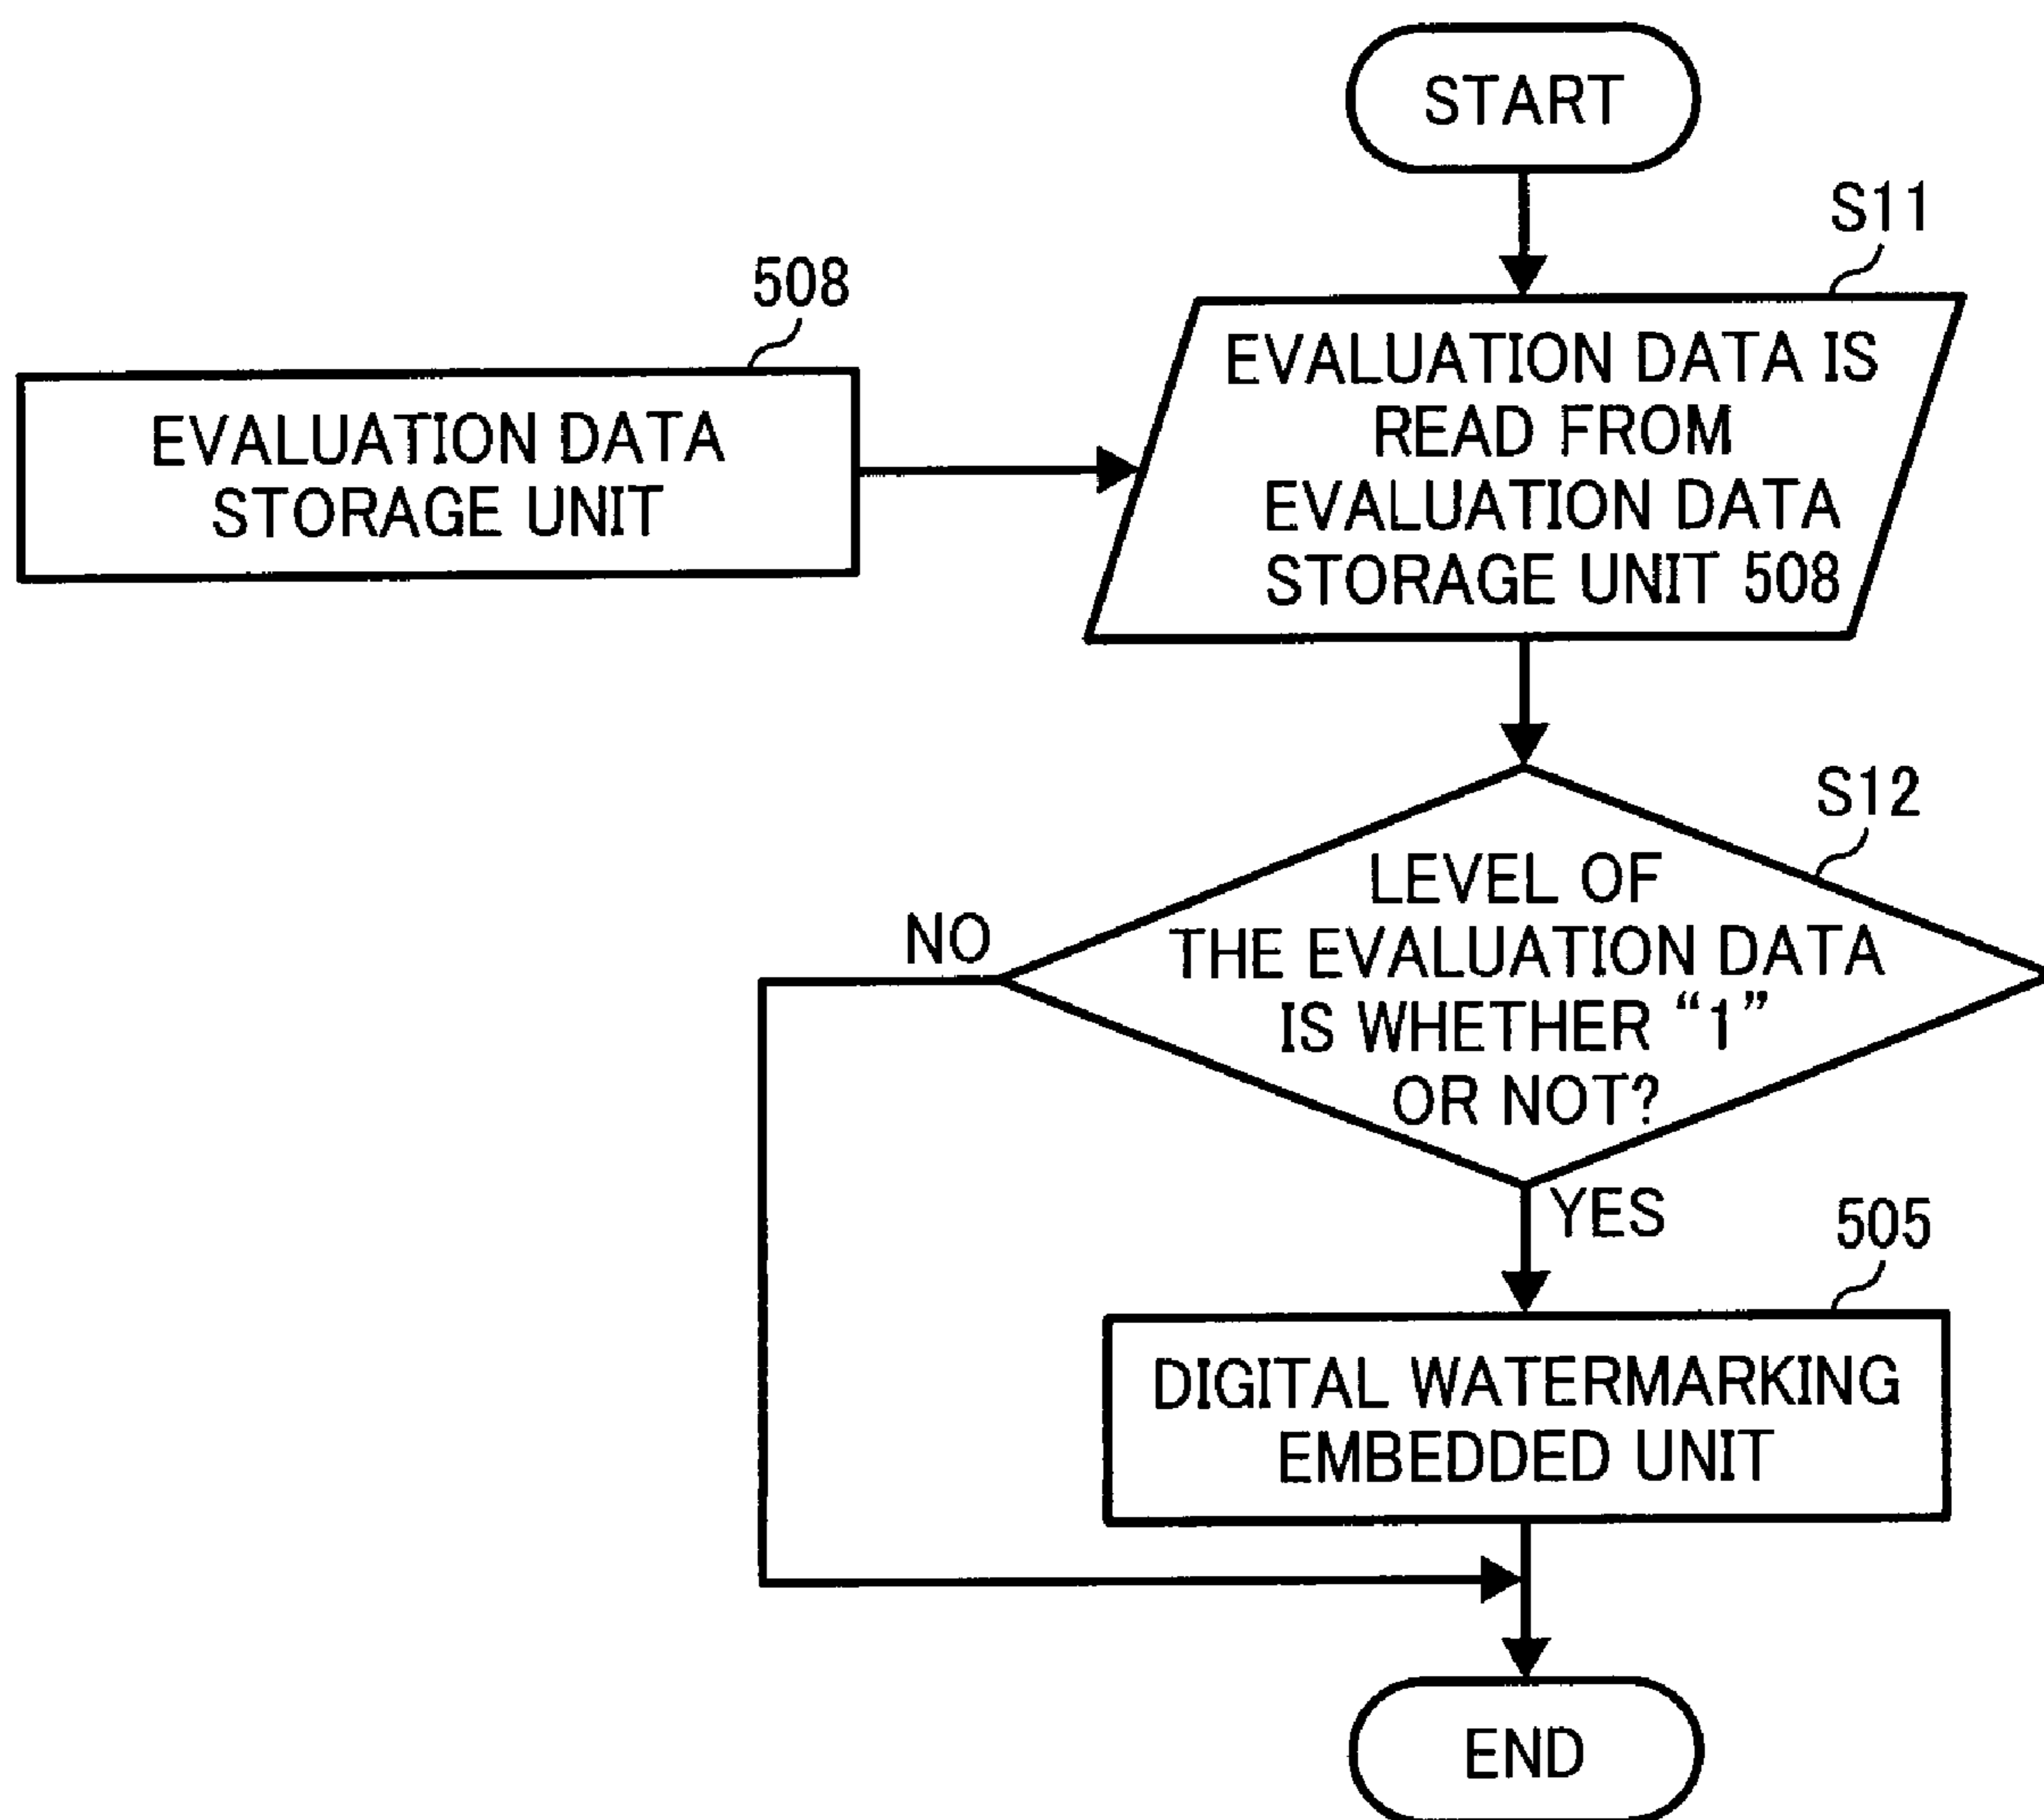 START
S11
508
EVALUATION DATA
STORAGE UNIT
EVALUATION DATA IS
READ FROM
EVALUATION DATA
STORAGE UNIT 508
S12
LEVEL OF
THE EVALUATION DATA
IS WHETHER “1”
OR NOT?
NO
YES
505
DIGITAL WATERMARKING
EMBEDDED UNIT
END